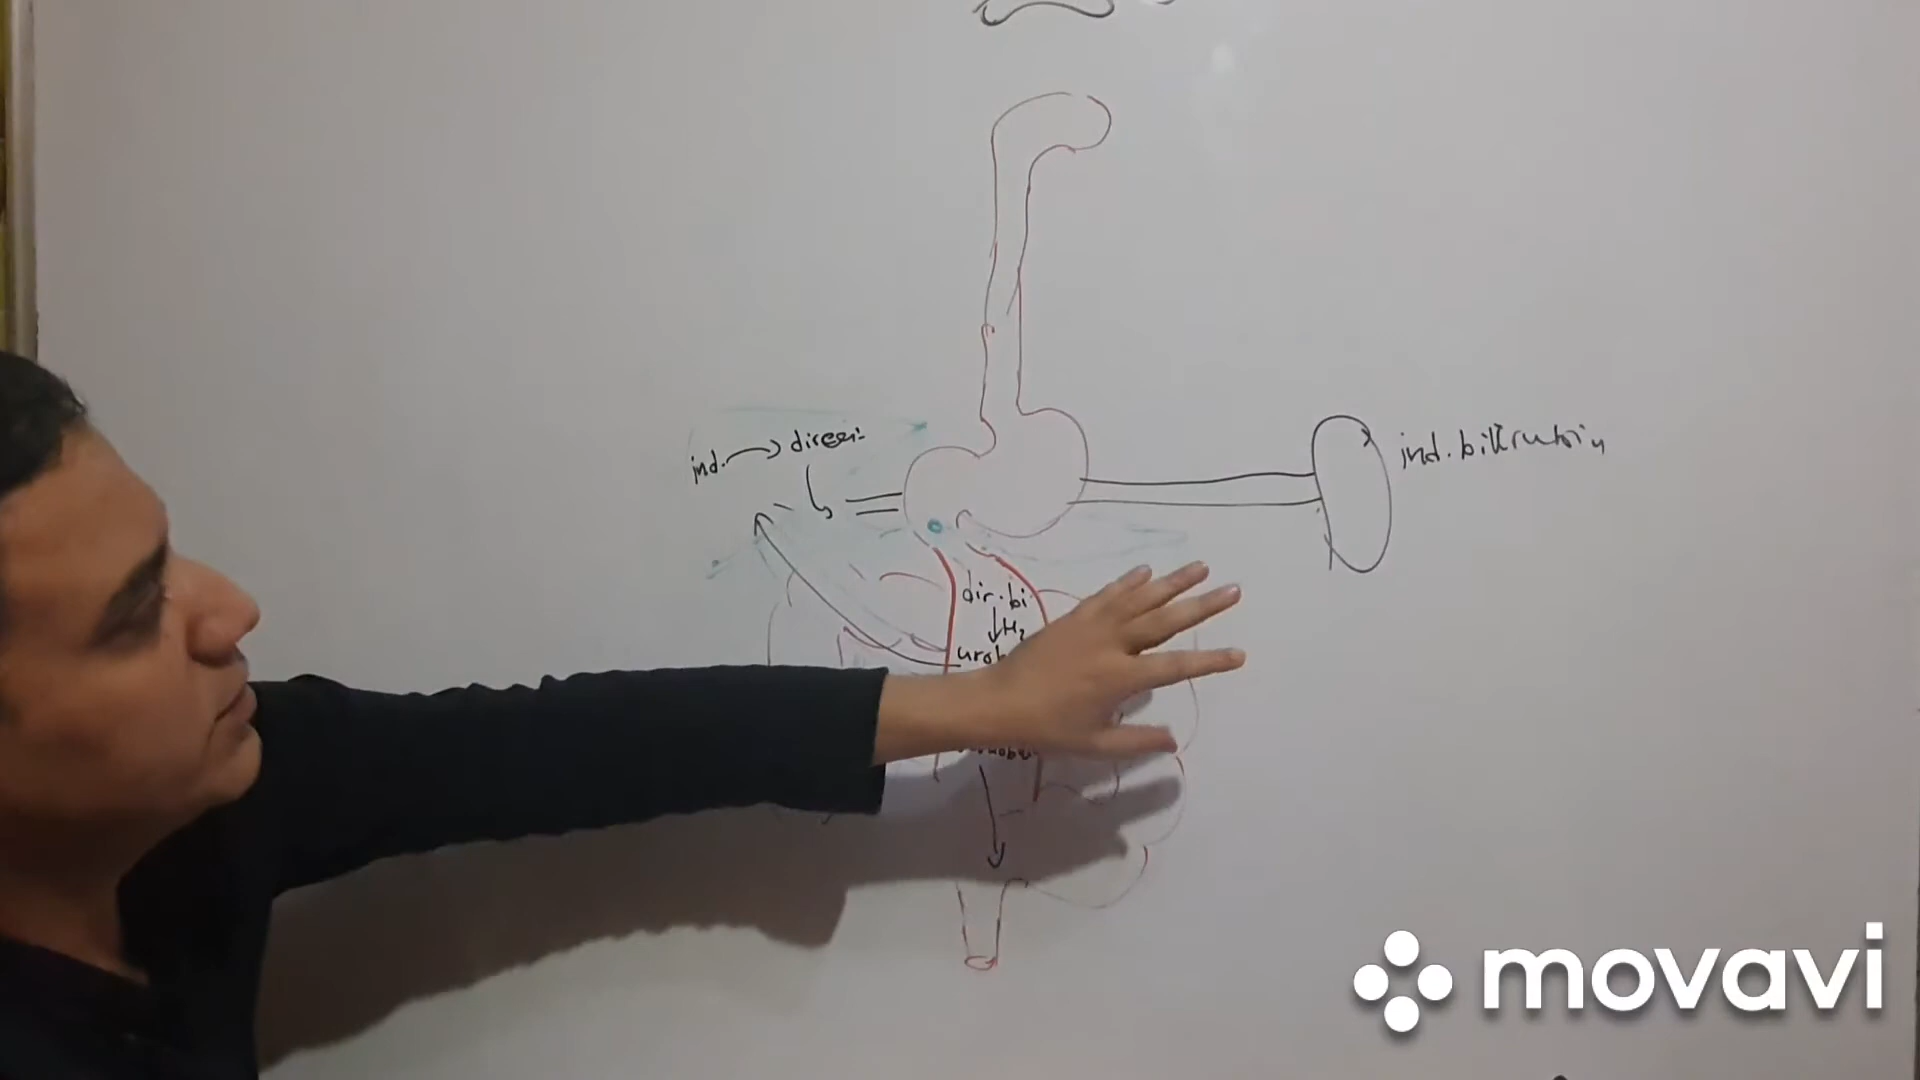 ind. → direct
ind. bilirubin
dir. bi
↓H₂
urob
movavi